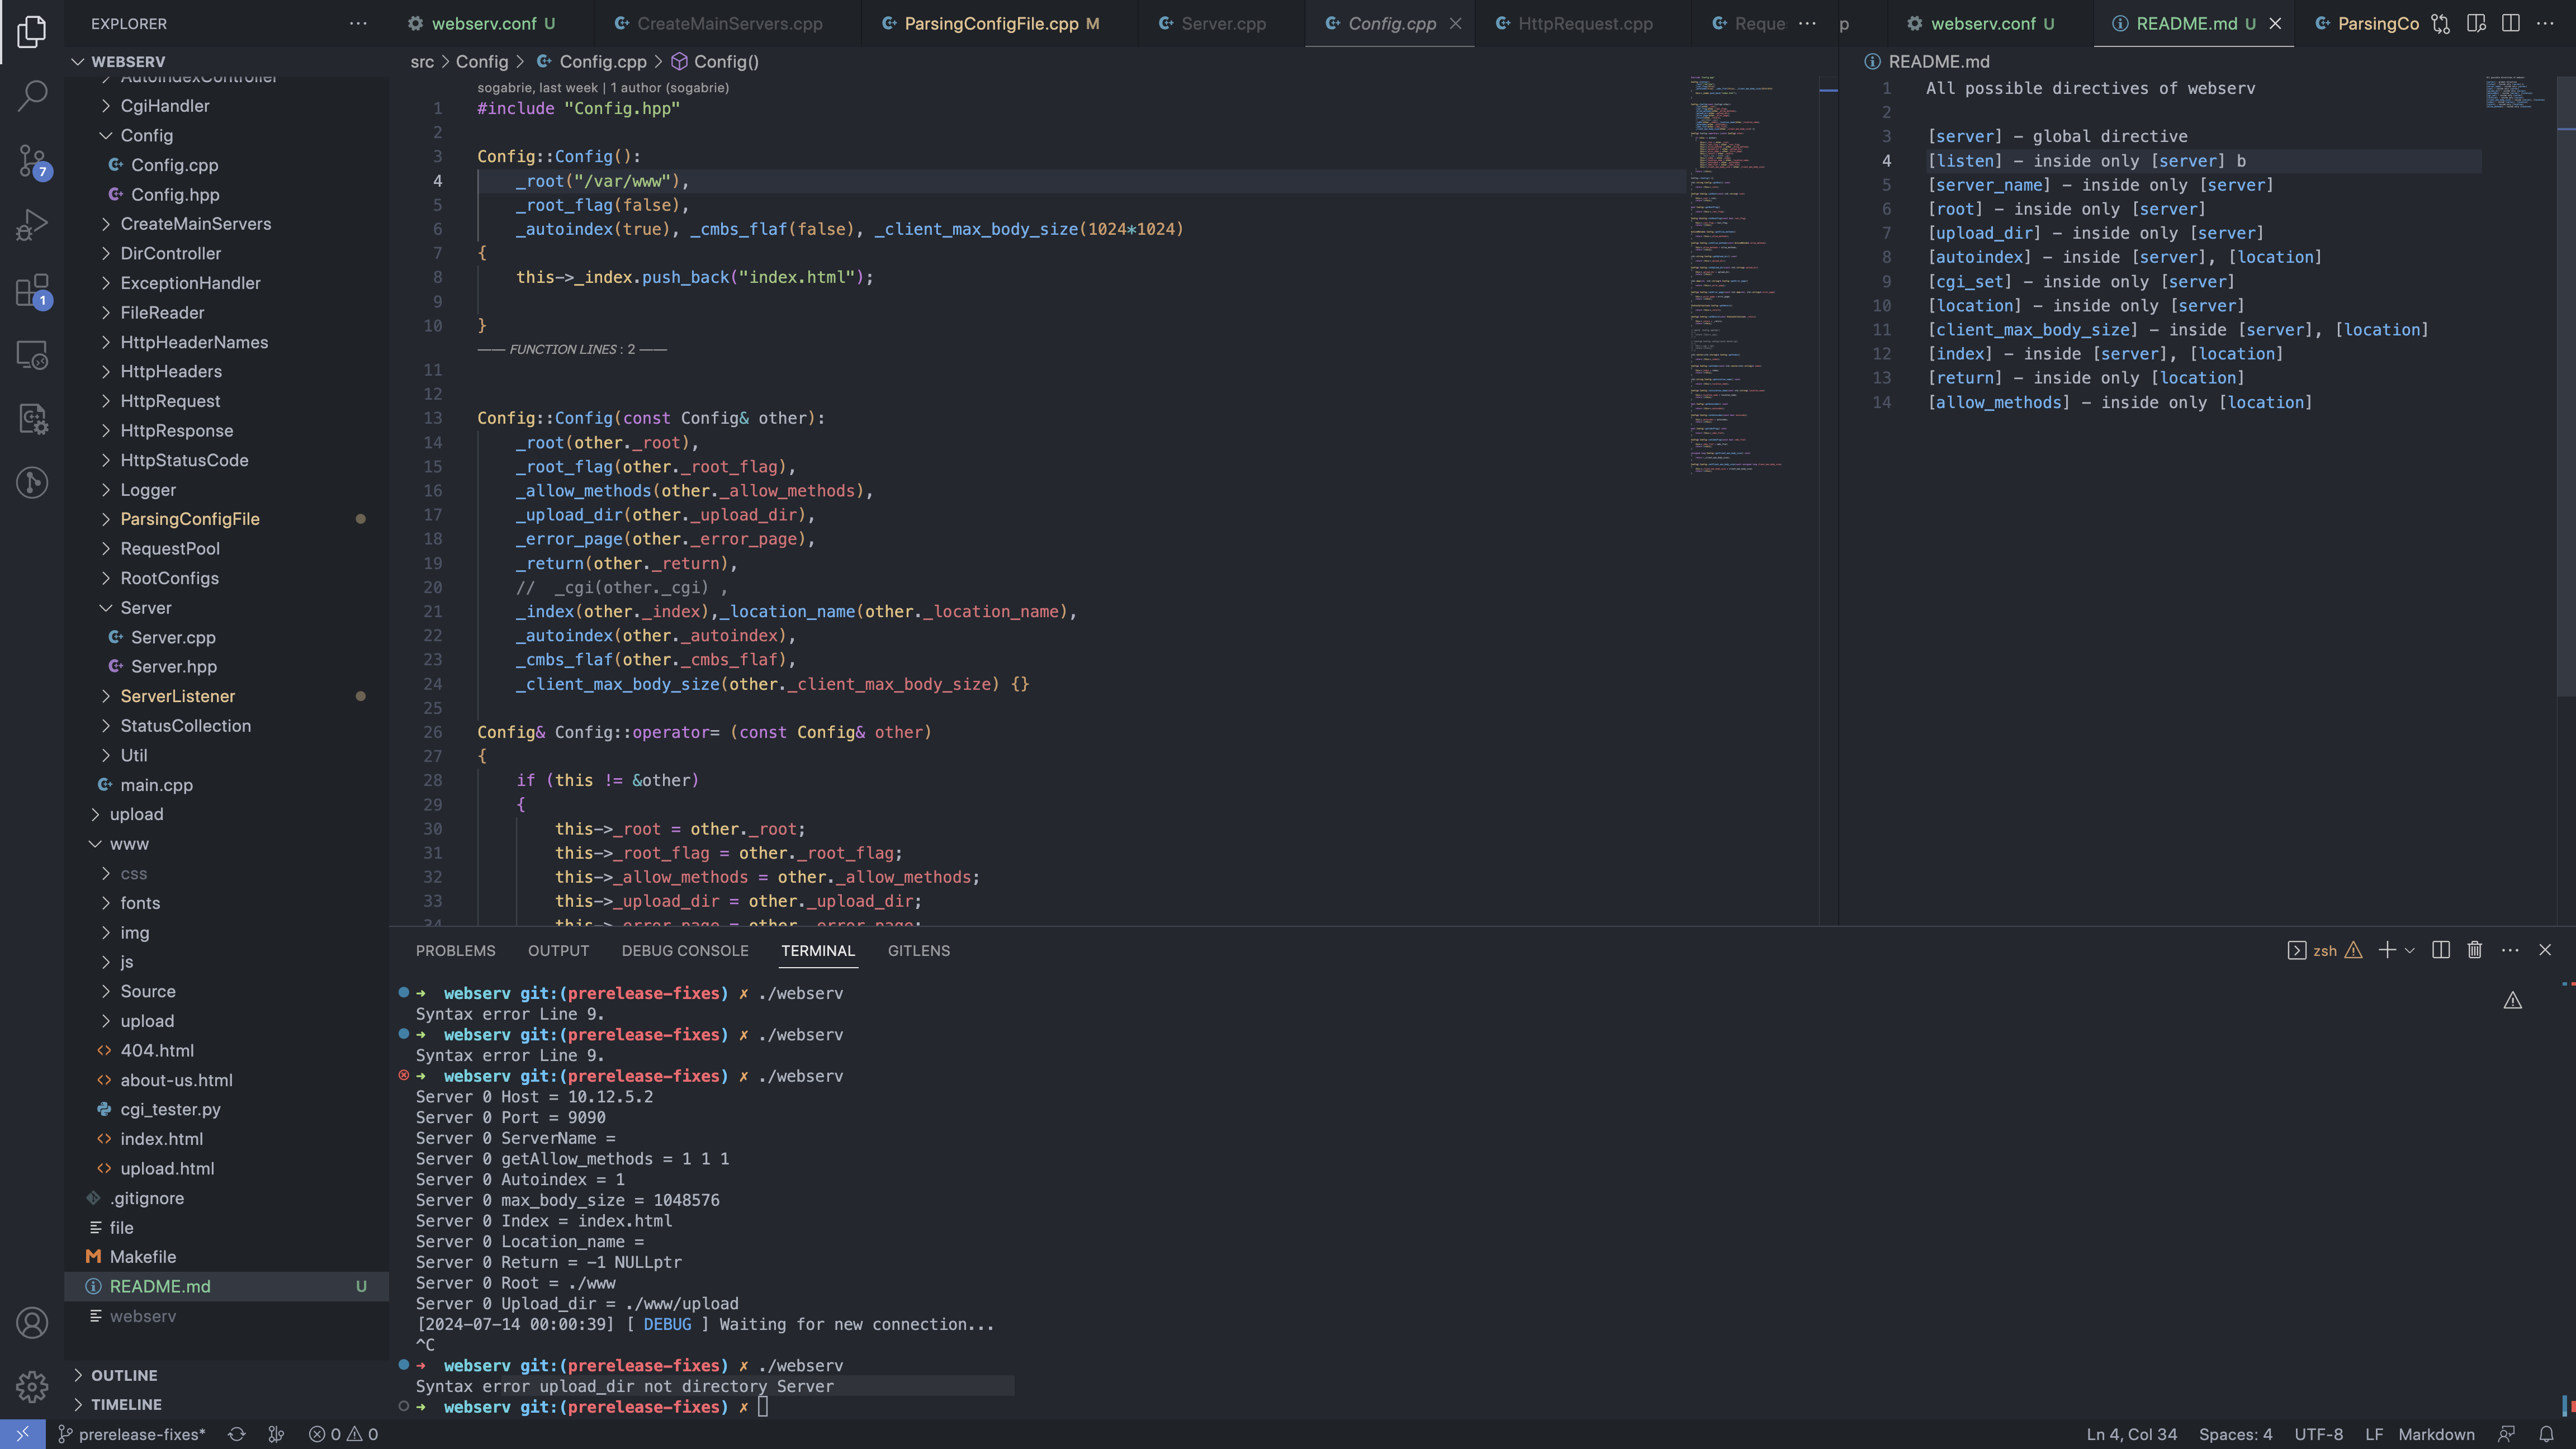 EXPLORER
WEBSERV
AutoindexController
CgiHandler
Config
Config.cpp
Config.hpp
CreateMainServers
DirController
ExceptionHandler
FileReader
HttpHeaderNames
HttpHeaders
HttpRequest
HttpResponse
HttpStatusCode
Logger
ParsingConfigFile
RequestPool
RootConfigs
Server
Server.cpp
Server.hpp
ServerListener
StatusCollection
Util
main.cpp
upload
www
css
fonts
img
js
Source
upload
404.html
about-us.html
cgi_tester.py
index.html
upload.html
.gitignore
file
Makefile
README.md U
webserv
OUTLINE
TIMELINE
7
1
webserv.conf U CreateMainServers.cpp ParsingConfigFile.cpp M Server.cpp Config.cpp HttpRequest.cpp Reque
src > Config > Config.cpp > Config()
sogabrie, last week | 1 author (sogabrie)
1 #include "Config.hpp"
2
3 Config::Config():
4 _root("/var/www"),
5 _root_flag(false),
6 _autoindex(true), _cmbs_flaf(false), _client_max_body_size(1024*1024)
7 {
8 this->_index.push_back("index.html");
9
10 }
—— FUNCTION LINES : 2 ——
11
12
13 Config::Config(const Config& other):
14 _root(other._root),
15 _root_flag(other._root_flag),
16 _allow_methods(other._allow_methods),
17 _upload_dir(other._upload_dir),
18 _error_page(other._error_page),
19 _return(other._return),
20 // _cgi(other._cgi) ,
21 _index(other._index),_location_name(other._location_name),
22 _autoindex(other._autoindex),
23 _cmbs_flaf(other._cmbs_flaf),
24 _client_max_body_size(other._client_max_body_size) {}
25
26 Config& Config::operator= (const Config& other)
27 {
28 if (this != &other)
29 {
30 this->_root = other._root;
31 this->_root_flag = other._root_flag;
32 this->_allow_methods = other._allow_methods;
33 this->_upload_dir = other._upload_dir;
34 this->_error_page = other._error_page;
p webserv.conf U README.md U ParsingCo
README.md
1 All possible directives of webserv
2
3 [server] - global directive
4 [listen] - inside only [server] b
5 [server_name] - inside only [server]
6 [root] - inside only [server]
7 [upload_dir] - inside only [server]
8 [autoindex] - inside [server], [location]
9 [cgi_set] - inside only [server]
10 [location] - inside only [server]
11 [client_max_body_size] - inside [server], [location]
12 [index] - inside [server], [location]
13 [return] - inside only [location]
14 [allow_methods] - inside only [location]
PROBLEMS OUTPUT DEBUG CONSOLE TERMINAL GITLENS
zsh
➜ webserv git:(prerelease-fixes) ✗ ./webserv
Syntax error Line 9.
➜ webserv git:(prerelease-fixes) ✗ ./webserv
Syntax error Line 9.
➜ webserv git:(prerelease-fixes) ✗ ./webserv
Server 0 Host = 10.12.5.2
Server 0 Port = 9090
Server 0 ServerName =
Server 0 getAllow_methods = 1 1 1
Server 0 Autoindex = 1
Server 0 max_body_size = 1048576
Server 0 Index = index.html
Server 0 Location_name =
Server 0 Return = -1 NULLptr
Server 0 Root = ./www
Server 0 Upload_dir = ./www/upload
[2024-07-14 00:00:39] [ DEBUG ] Waiting for new connection...
^C
➜ webserv git:(prerelease-fixes) ✗ ./webserv
Syntax error upload_dir not directory Server
➜ webserv git:(prerelease-fixes) ✗
prerelease-fixes* 0 0
Ln 4, Col 34 Spaces: 4 UTF-8 LF Markdown